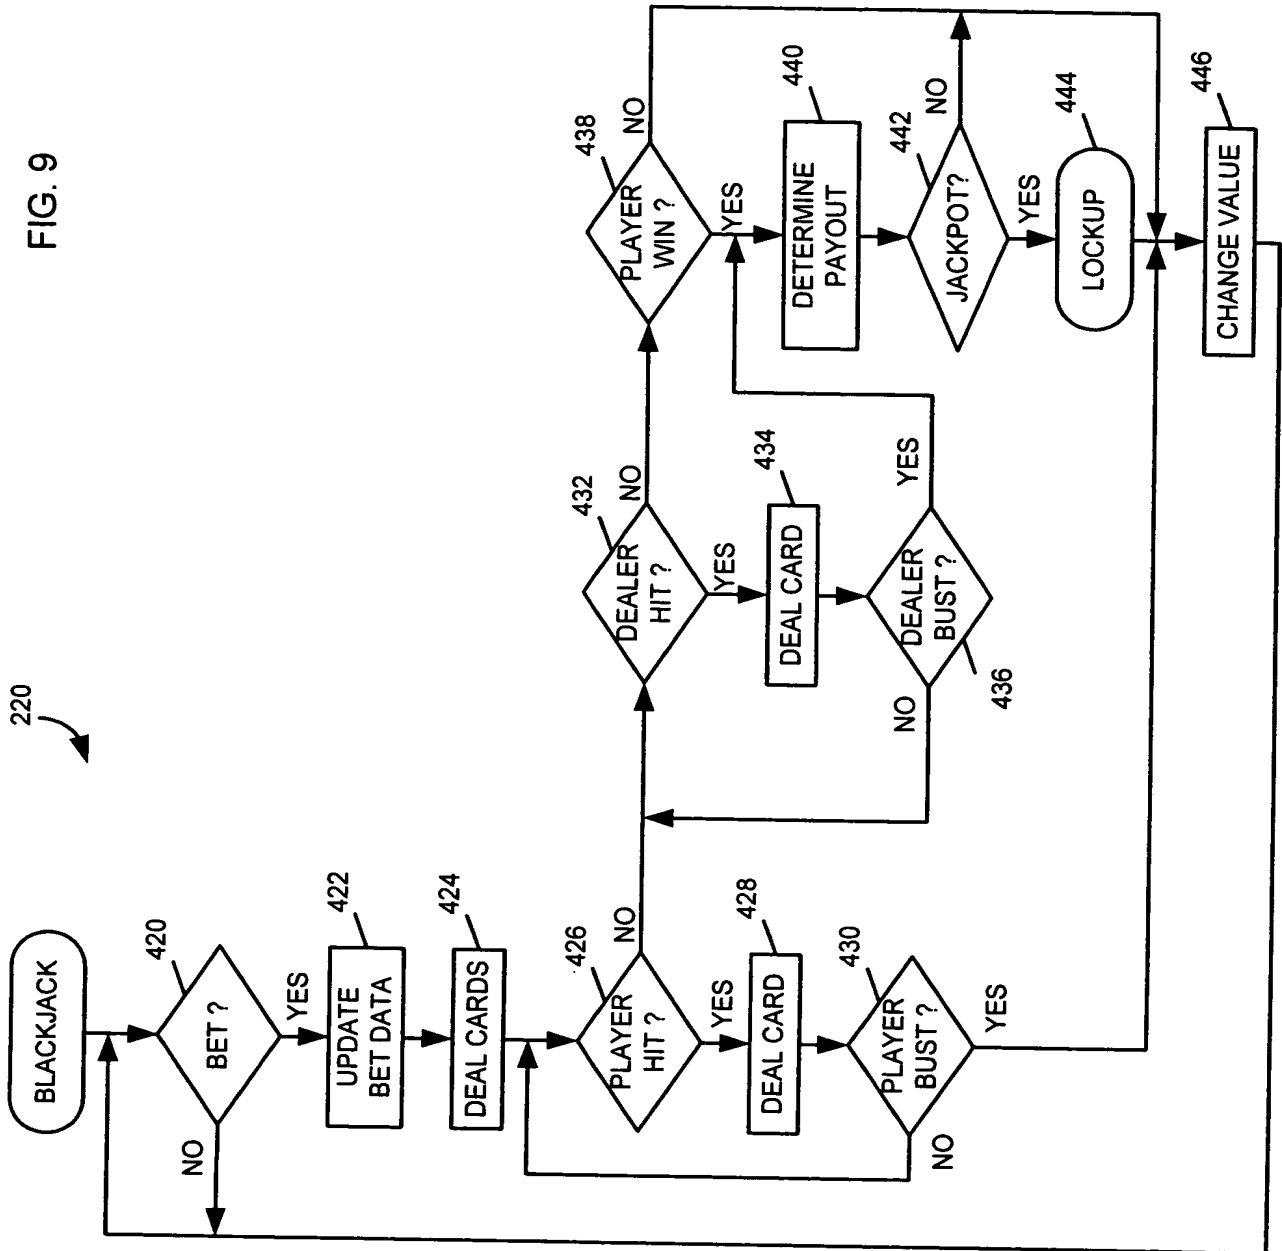 FIG. 9
220
BLACKJACK
420
BET ?
NO
YES
422
UPDATE
BET DATA
424
DEAL CARDS
426
PLAYER
HIT ?
NO
YES
428
DEAL CARD
430
PLAYER
BUST ?
NO
YES
432
DEALER
HIT ?
NO
YES
434
DEAL CARD
436
DEALER
BUST ?
NO
YES
438
PLAYER
WIN ?
NO
YES
440
DETERMINE
PAYOUT
442
JACKPOT?
NO
YES
444
LOCKUP
446
CHANGE VALUE